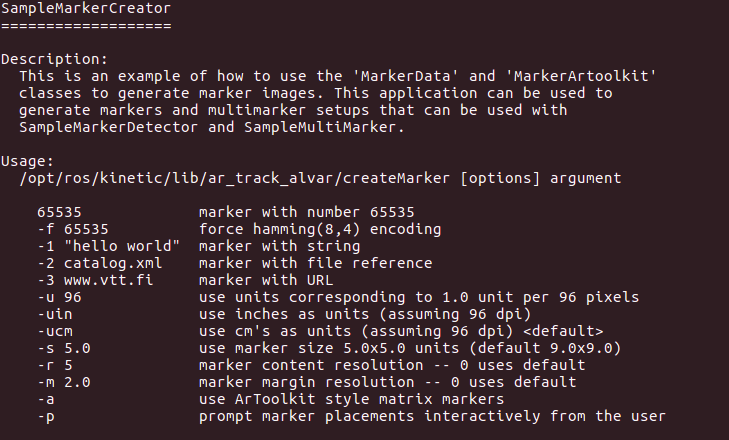 SampleMarkerCreator
===================
Description:
This is an example of how to use the 'MarkerData' and 'MarkerArtoolkit'
classes to generate marker images. This application can be used to
generate markers and multimarker setups that can be used with
SampleMarkerDetector and SampleMultiMarker.
Usage:
/opt/ros/kinetic/lib/ar_track_alvar/createMarker [options] argument
65535 marker with number 65535
-f 65535 force hamming(8,4) encoding
-1 "hello world" marker with string
-2 catalog.xml marker with file reference
-3 www.vtt.fi marker with URL
-u 96 use units corresponding to 1.0 unit per 96 pixels
-uin use inches as units (assuming 96 dpi)
-ucm use cm's as units (assuming 96 dpi) <default>
-s 5.0 use marker size 5.0x5.0 units (default 9.0x9.0)
-r 5 marker content resolution -- 0 uses default
-m 2.0 marker margin resolution -- 0 uses default
-a use ArToolkit style matrix markers
-p prompt marker placements interactively from the user